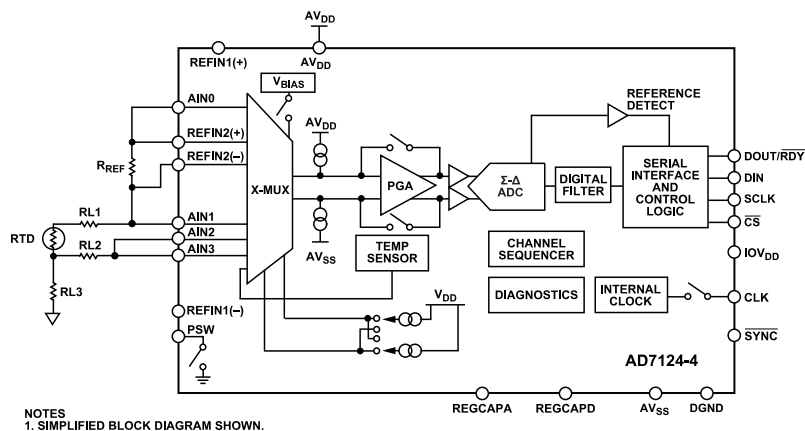 AVDD
REFIN1(+)
AVDD
VBIAS
AIN0
REFIN2(+)
REFIN2(–)
RREF
AVDD
X-MUX
PGA
Σ-Δ
ADC
DIGITAL
FILTER
REFERENCE
DETECT
SERIAL
INTERFACE
AND
CONTROL
LOGIC
DOUT/RDY
DIN
SCLK
CS
RTD
RL1
RL2
RL3
AIN1
AIN2
AIN3
AVSS
TEMP
SENSOR
CHANNEL
SEQUENCER
DIAGNOSTICS
INTERNAL
CLOCK
IOVDD
CLK
SYNC
REFIN1(–)
PSW
VDD
AD7124-4
REGCAPA
REGCAPD
AVSS
DGND
NOTES
1. SIMPLIFIED BLOCK DIAGRAM SHOWN.